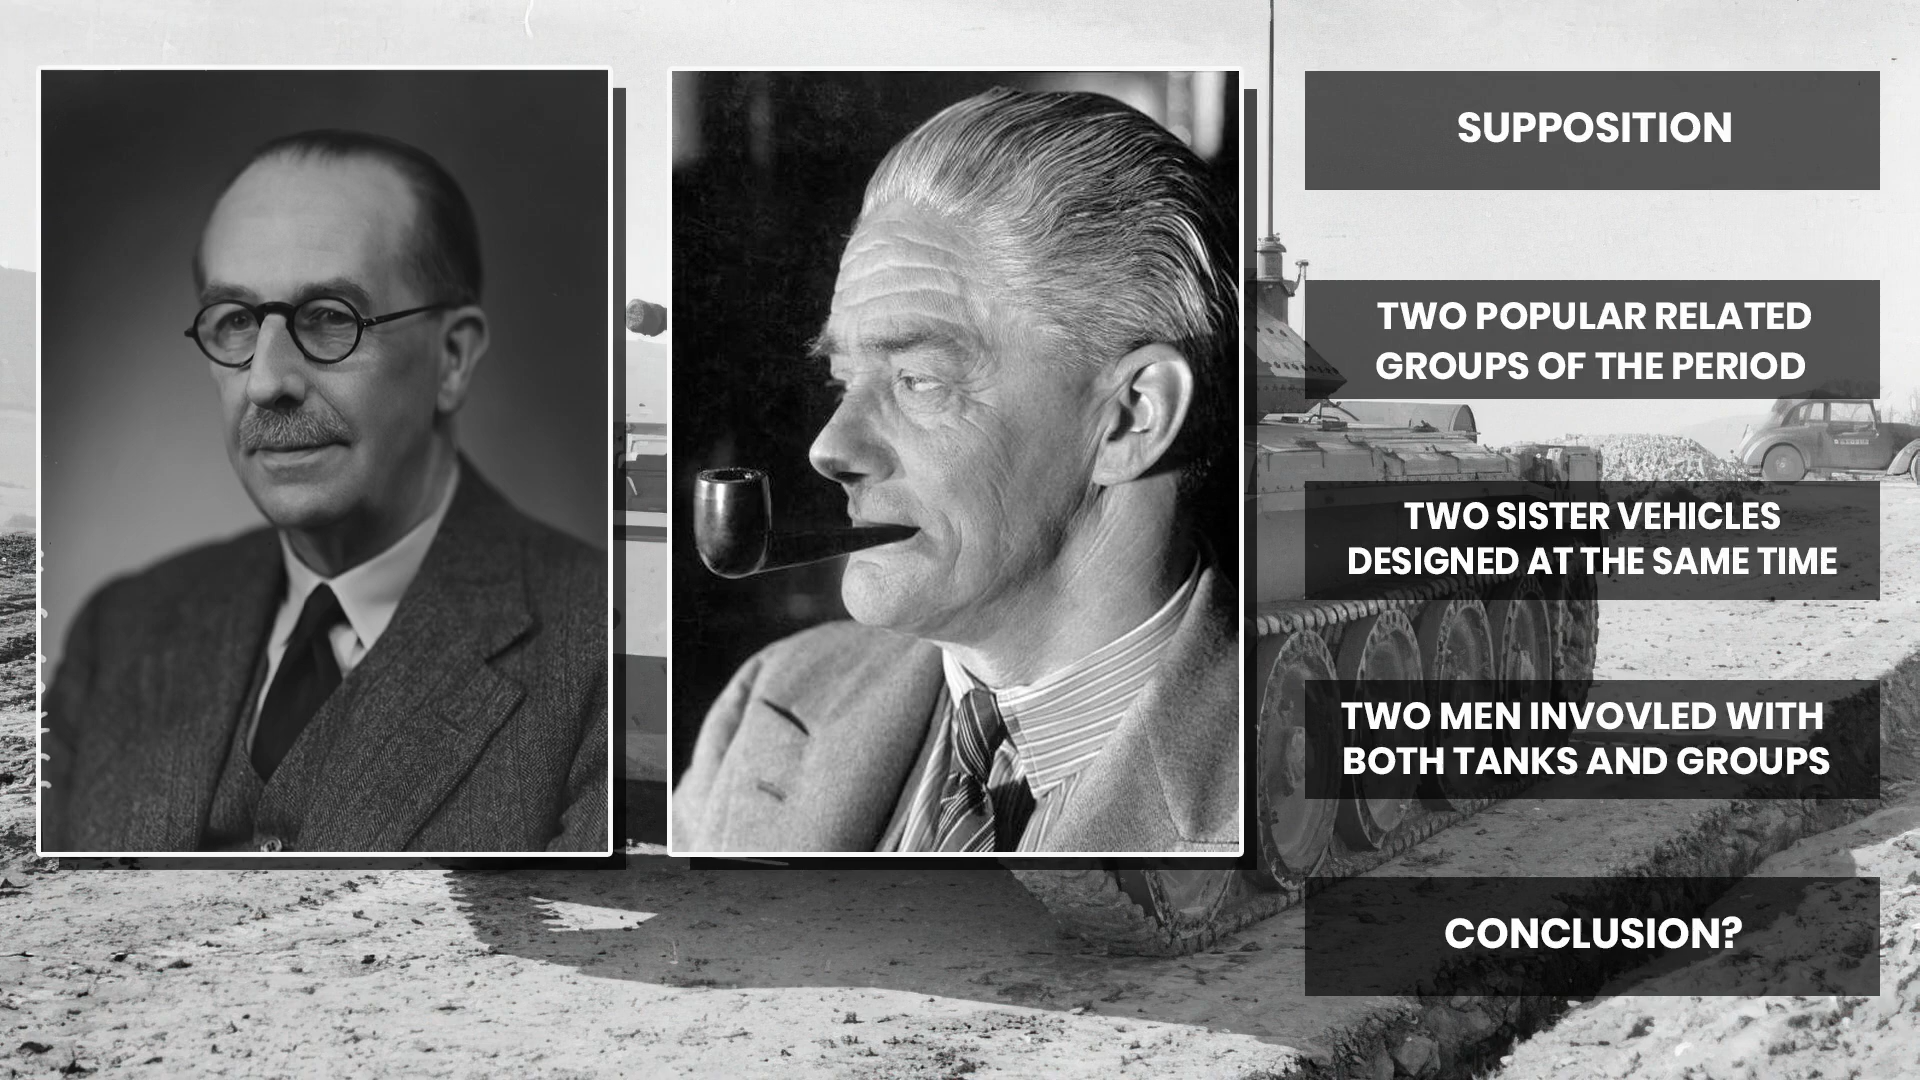 SUPPOSITION
TWO POPULAR RELATED
GROUPS OF THE PERIOD
TWO SISTER VEHICLES
DESIGNED AT THE SAME TIME
TWO MEN INVOVLED WITH
BOTH TANKS AND GROUPS
CONCLUSION?